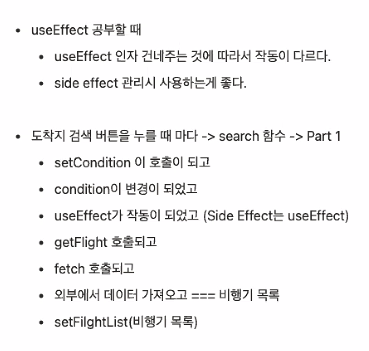 useEffect 공부할 때
useEffect 인자 건네주는 것에 따라서 작동이 다르다.
side effect 관리시 사용하는게 좋다.
도착지 검색 버튼을 누를 때 마다 -> search 함수 -> Part 1
setCondition 이 호출이 되고
condition이 변경이 되었고
useEffect가 작동이 되었고 (Side Effect는 useEffect)
getFlight 호출되고
fetch 호출되고
외부에서 데이터 가져오고 === 비행기 목록
setFilghtList(비행기 목록)